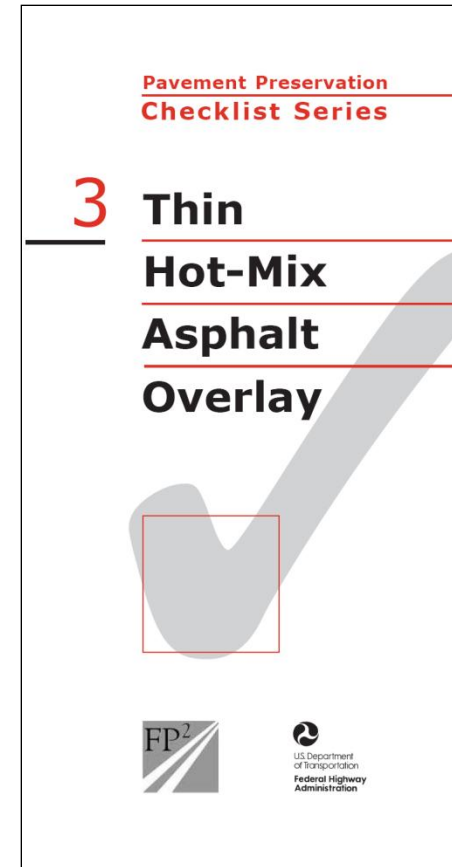 Pavement Preservation
Checklist Series
3 Thin
Hot-Mix
Asphalt
Overlay
FP2
U.S. Department
of Transportation
Federal Highway
Administration